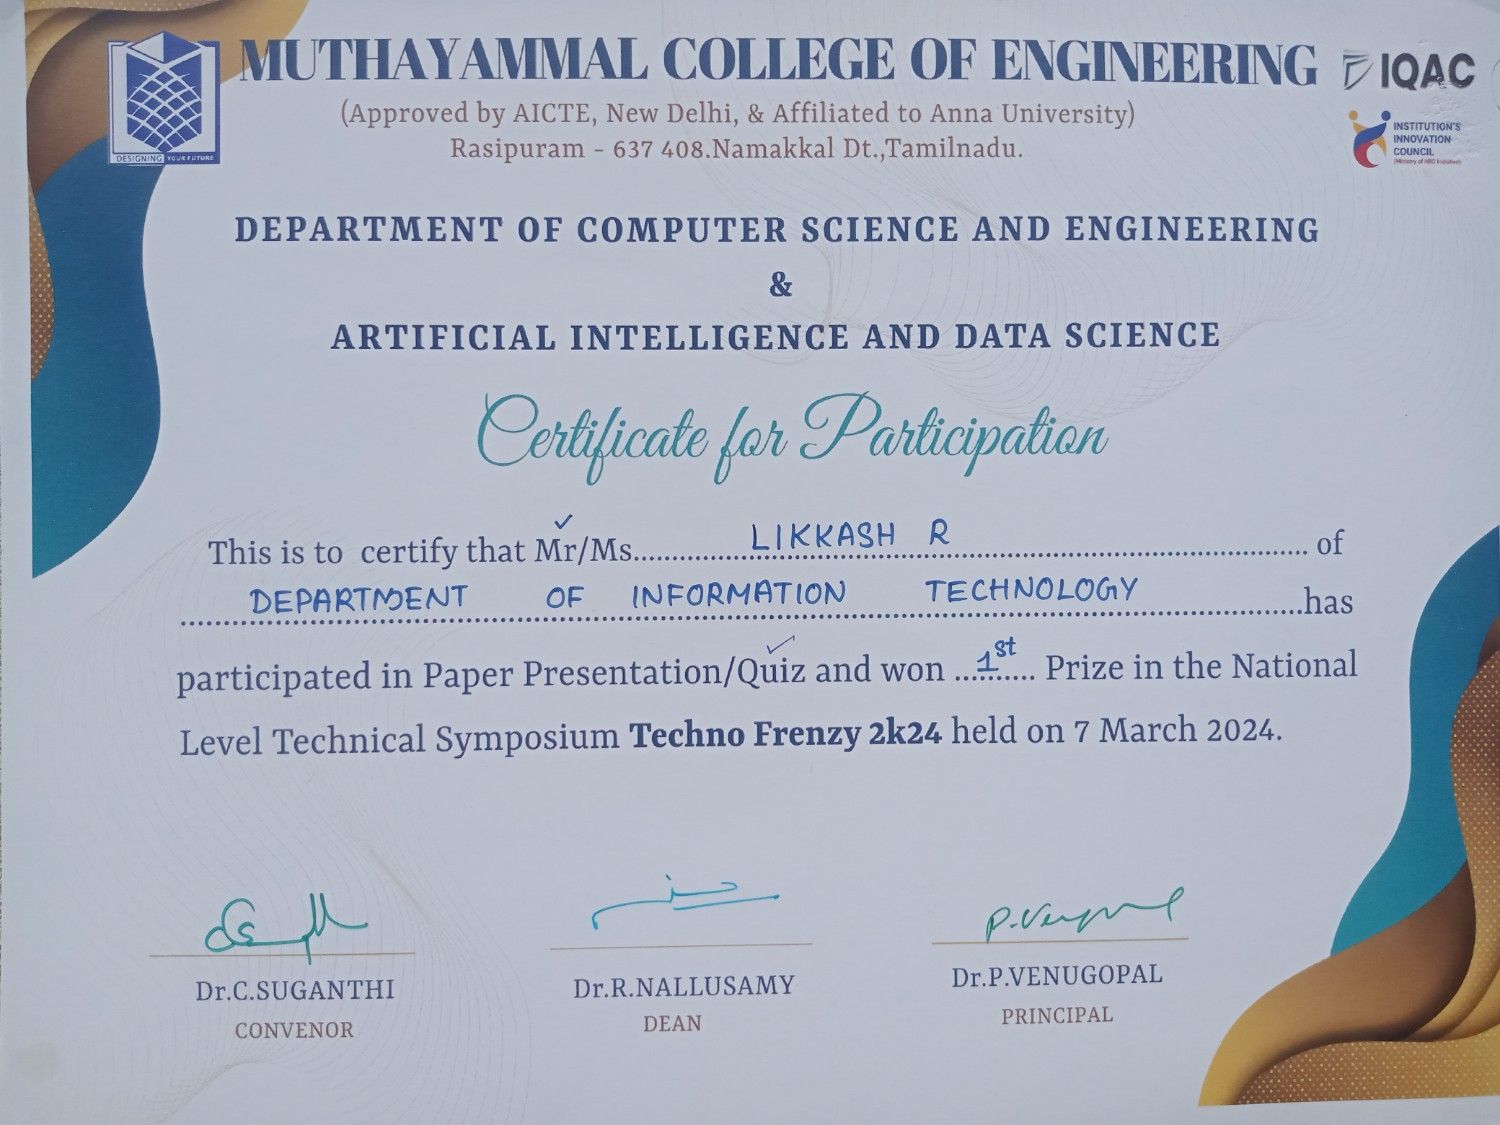 MUTHAYAMMAL COLLEGE OF ENGINEERING
(Approved by AICTE, New Delhi, & Affiliated to Anna University)
Rasipuram - 637 408.Namakkal Dt.,Tamilnadu.
DESIGNING YOUR FUTURE
IQAC
INSTITUTION'S
INNOVATION
COUNCIL
(Ministry of HRD Initiative)
DEPARTMENT OF COMPUTER SCIENCE AND ENGINEERING
&
ARTIFICIAL INTELLIGENCE AND DATA SCIENCE
Certificate for Participation
This is to certify that Mr/Ms. LIKKASH R of
DEPARTMENT OF INFORMATION TECHNOLOGY has
participated in Paper Presentation/Quiz and won 1st Prize in the National
Level Technical Symposium Techno Frenzy 2k24 held on 7 March 2024.
P. Venugopal
Dr.C.SUGANTHI
CONVENOR
Dr.R.NALLUSAMY
DEAN
Dr.P.VENUGOPAL
PRINCIPAL